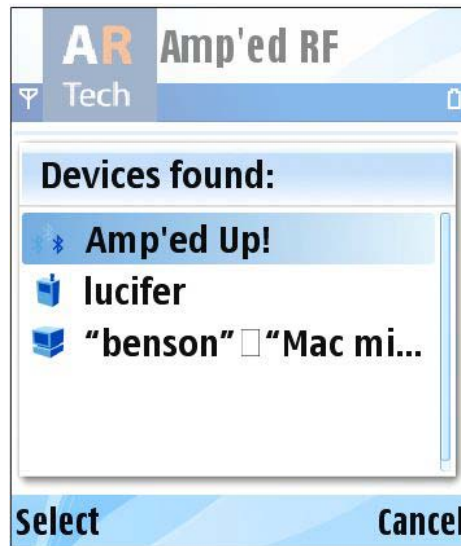 AR Amp'ed RF
Tech
Devices found:
Amp'ed Up!
lucifer
“benson”□“Mac mi...
Select Cancel